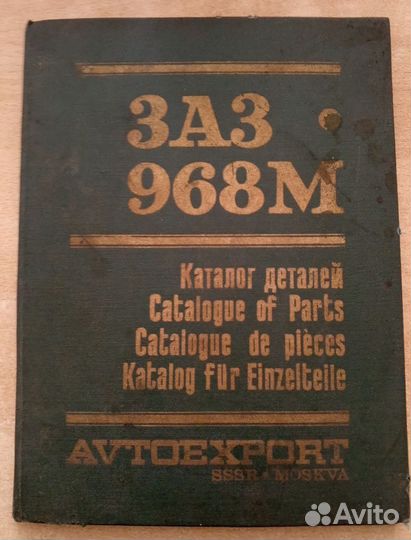 ЗАЗ •
968М
Каталог деталей
Catalogue of Parts
Catalogue de pièces
Katalog für Einzelteile
AVTOEXPORT
SSSR • MOSKVA
Avito